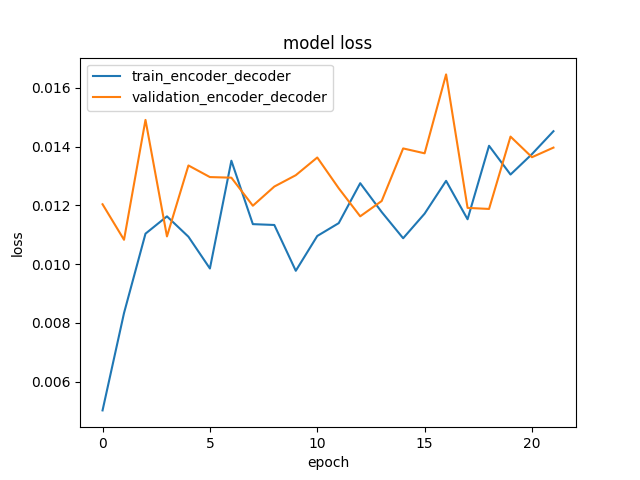 model loss
train_encoder_decoder
validation_encoder_decoder
0.016
0.014
0.012
0.010
0.008
0.006
loss
0 5 10 15 20
epoch